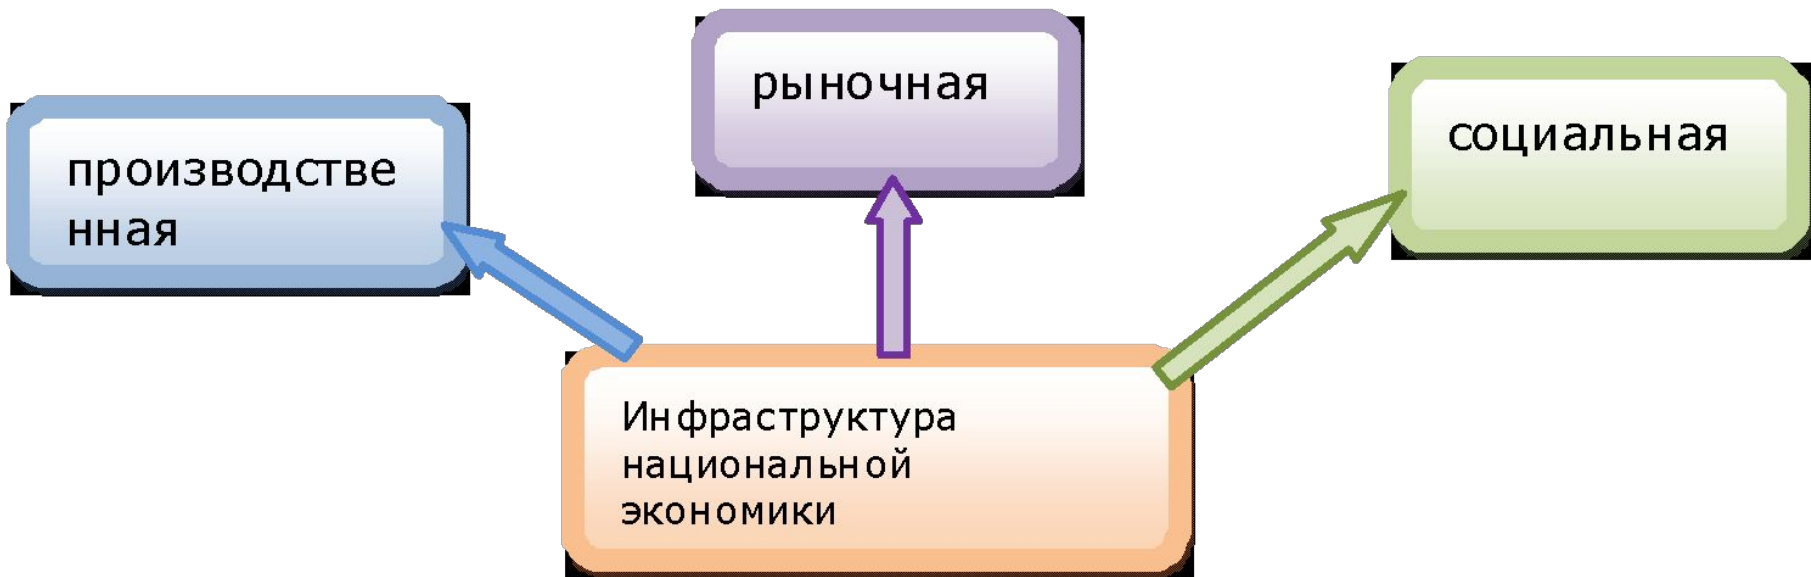 рыночная
социальная
производстве
нная
Инфраструктура
национальной
экономики